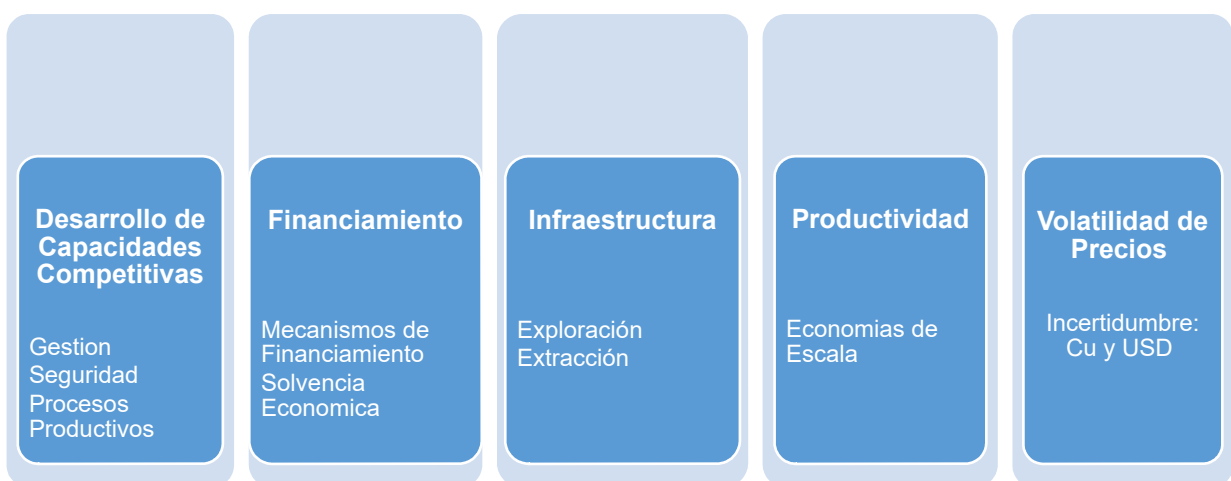 Desarrollo de
Capacidades
Competitivas
Gestion
Seguridad
Procesos
Productivos
Financiamiento
Mecanismos de
Financiamiento
Solvencia
Economica
Infraestructura
Exploración
Extracción
Productividad
Economias de
Escala
Volatilidad de
Precios
Incertidumbre:
Cu y USD